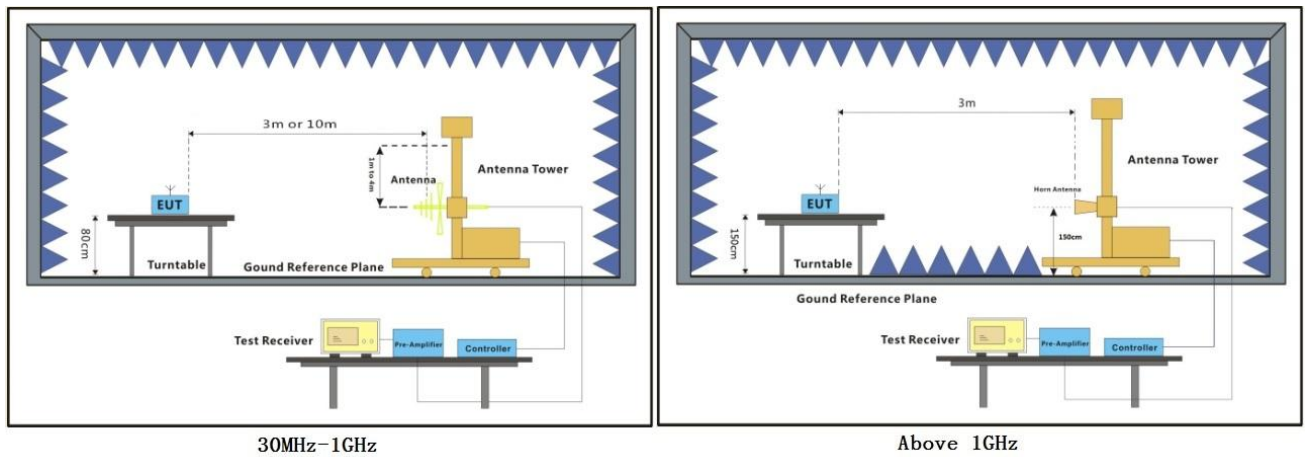 3m or 10m
1m to 4m
Antenna
Antenna Tower
EUT
80cm
Turntable
Gound Reference Plane
Test Receiver
Pre-Amplifier
Controller
30MHz-1GHz
3m
Antenna Tower
Horn Antenna
EUT
150cm
150cm
Turntable
Gound Reference Plane
Test Receiver
Pre-Amplifier
Controller
Above 1GHz